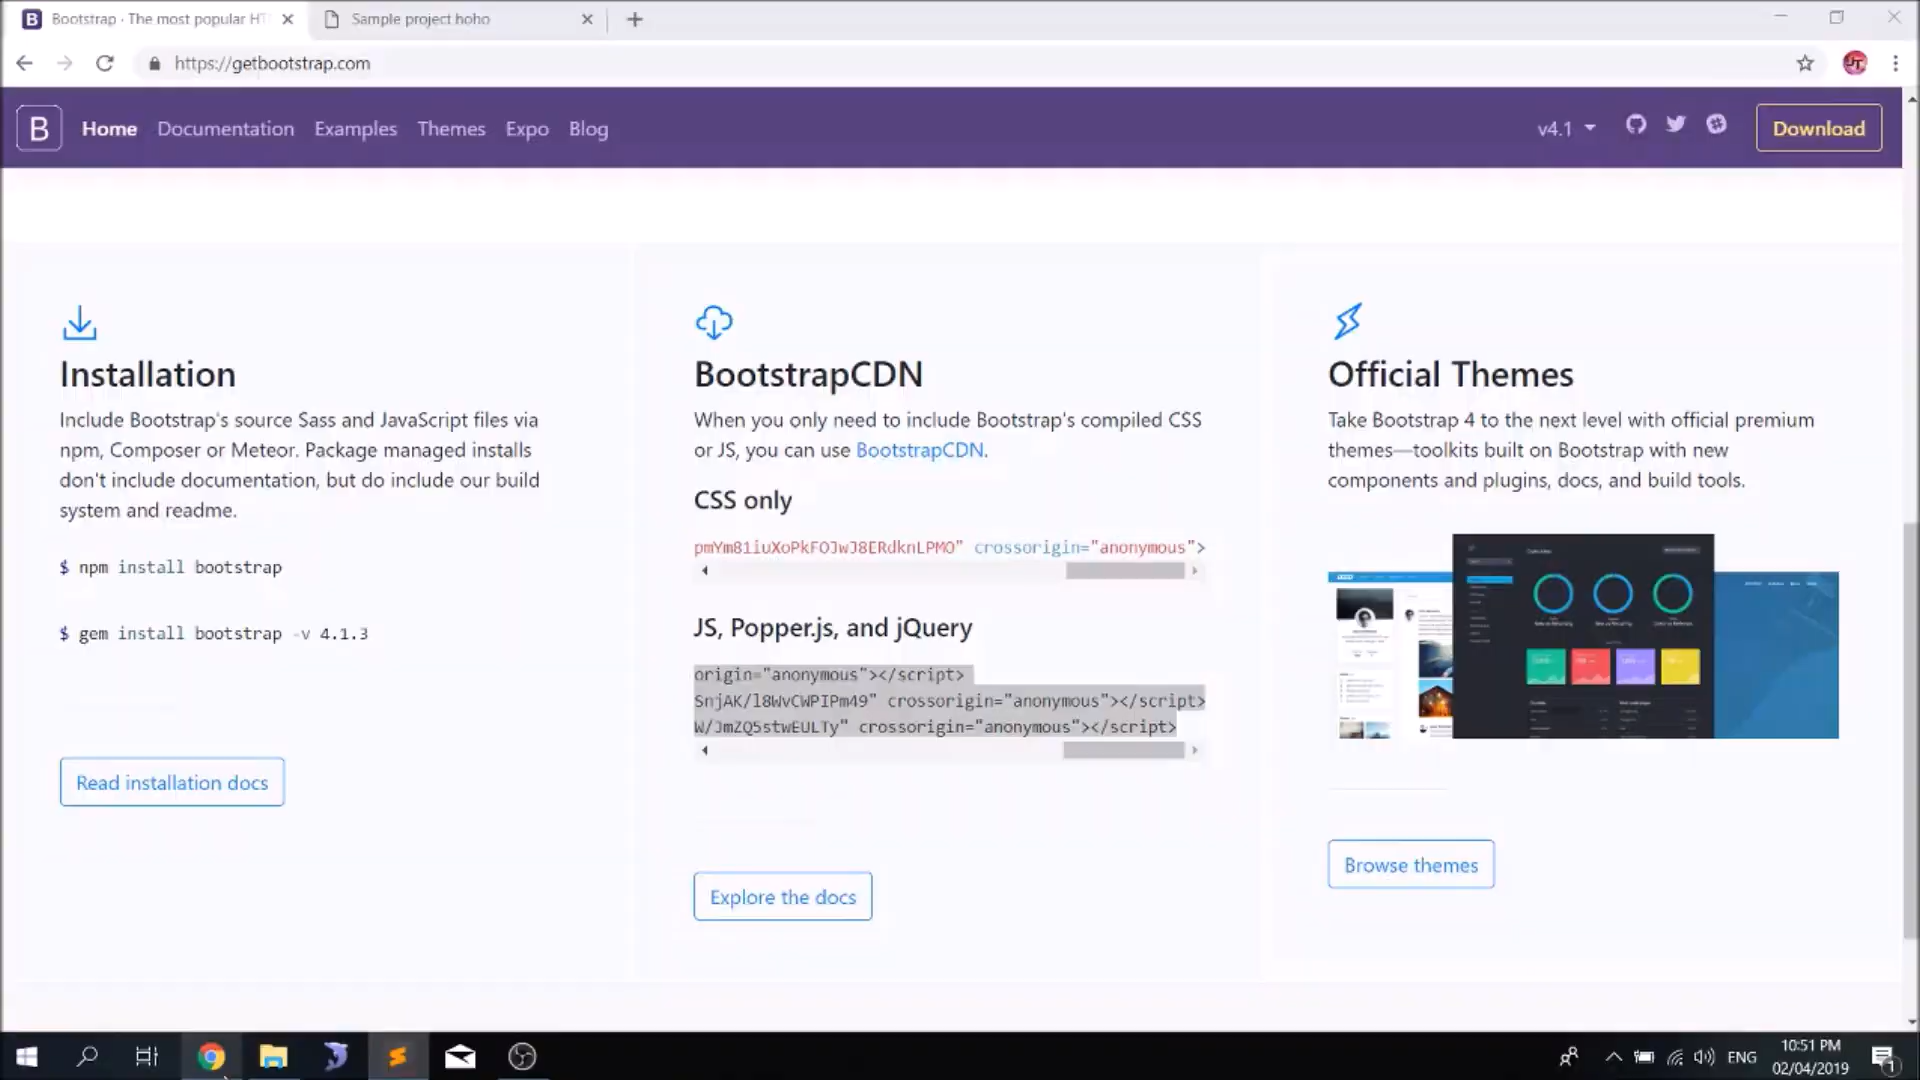 Bootstrap · The most popular HT
Sample project hoho
https://getbootstrap.com
B Home Documentation Examples Themes Expo Blog v4.1 Download
Installation
Include Bootstrap's source Sass and JavaScript files via
npm, Composer or Meteor. Package managed installs
don't include documentation, but do include our build
system and readme.
$ npm install bootstrap
$ gem install bootstrap -v 4.1.3
Read installation docs
BootstrapCDN
When you only need to include Bootstrap's compiled CSS
or JS, you can use BootstrapCDN.
CSS only
pmYm81iuXoPkFOJwJ8ERdknLPMO" crossorigin="anonymous">
JS, Popper.js, and jQuery
origin="anonymous"></script>
SnjAK/l8WvCWPIPm49" crossorigin="anonymous"></script>
W/JmZQ5stwEULTy" crossorigin="anonymous"></script>
Explore the docs
Official Themes
Take Bootstrap 4 to the next level with official premium
themes—toolkits built on Bootstrap with new
components and plugins, docs, and build tools.
Browse themes
ENG
10:51 PM
02/04/2019
1